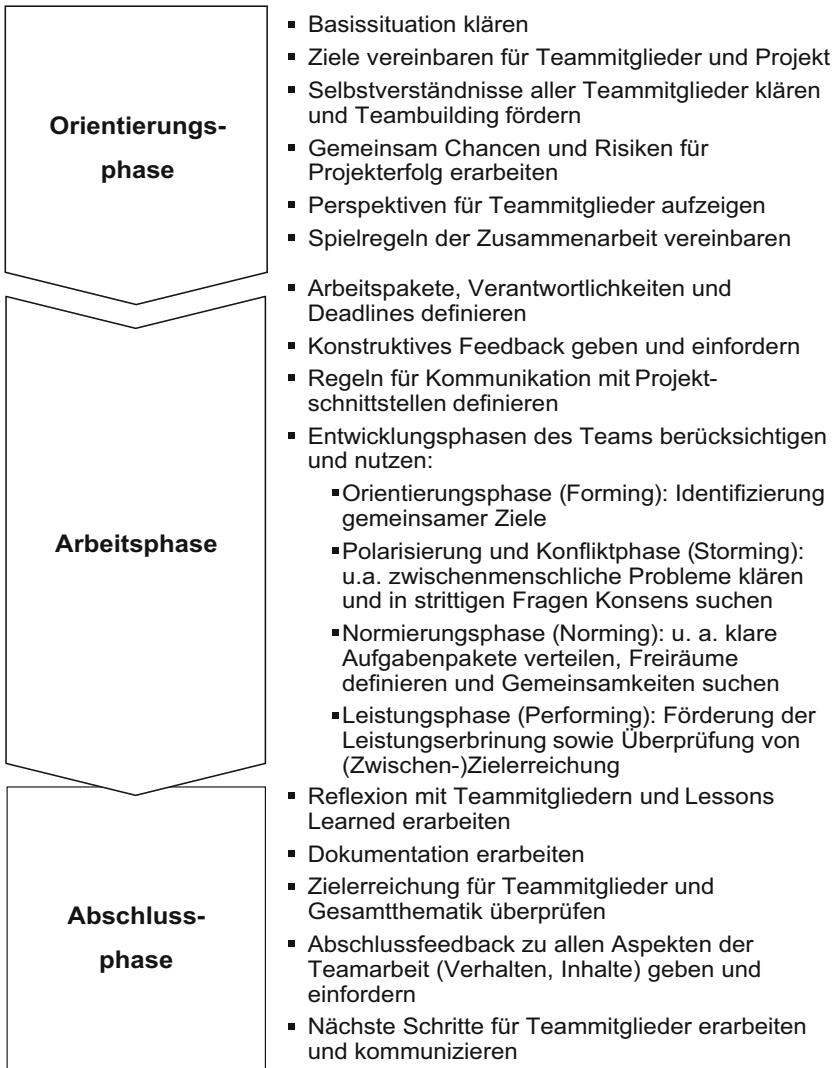 Orientierungs-
phase
▪ Basissituation klären
▪ Ziele vereinbaren für Teammitglieder und Projekt
▪ Selbstverständnisse aller Teammitglieder klären
und Teambuilding fördern
▪ Gemeinsam Chancen und Risiken für
Projekterfolg erarbeiten
▪ Perspektiven für Teammitglieder aufzeigen
▪ Spielregeln der Zusammenarbeit vereinbaren
Arbeitsphase
▪ Arbeitspakete, Verantwortlichkeiten und
Deadlines definieren
▪ Konstruktives Feedback geben und einfordern
▪ Regeln für Kommunikation mit Projekt-
schnittstellen definieren
▪ Entwicklungsphasen des Teams berücksichtigen
und nutzen:
▪Orientierungsphase (Forming): Identifizierung
gemeinsamer Ziele
▪Polarisierung und Konfliktphase (Storming):
u.a. zwischenmenschliche Probleme klären
und in strittigen Fragen Konsens suchen
▪Normierungsphase (Norming): u. a. klare
Aufgabenpakete verteilen, Freiräume
definieren und Gemeinsamkeiten suchen
▪Leistungsphase (Performing): Förderung der
Leistungserbrinung sowie Überprüfung von
(Zwischen-)Zielerreichung
Abschluss-
phase
▪ Reflexion mit Teammitgliedern und Lessons
Learned erarbeiten
▪ Dokumentation erarbeiten
▪ Zielerreichung für Teammitglieder und
Gesamtthematik überprüfen
▪ Abschlussfeedback zu allen Aspekten der
Teamarbeit (Verhalten, Inhalte) geben und
einfordern
▪ Nächste Schritte für Teammitglieder erarbeiten
und kommunizieren